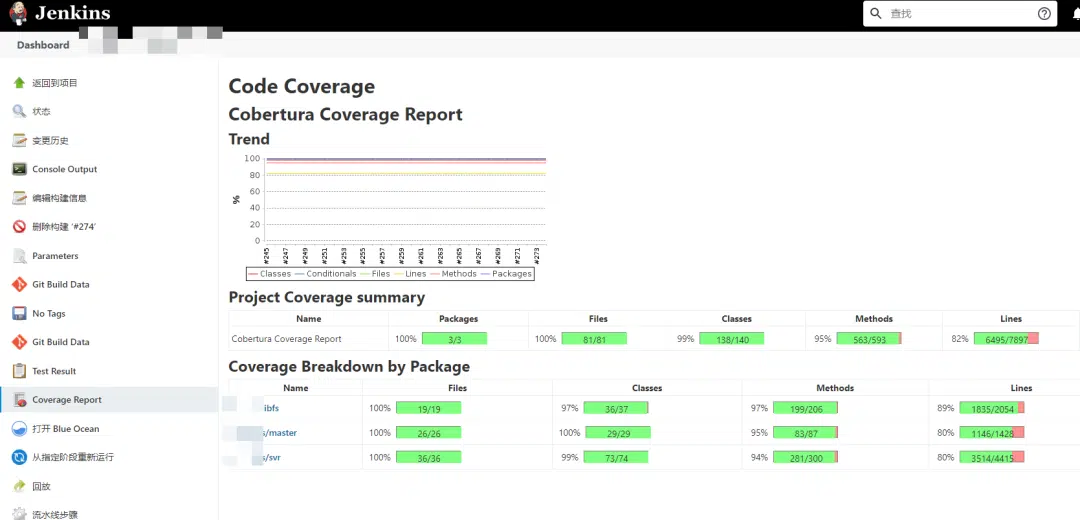 Jenkins
查找
Dashboard
返回到项目
状态
变更历史
Console Output
编辑构建信息
删除构建 '#274'
Parameters
Git Build Data
No Tags
Git Build Data
Test Result
Coverage Report
打开 Blue Ocean
从指定阶段重新运行
回放
流水线步骤
Code Coverage
Cobertura Coverage Report
Trend
100
80
60
40
20
0
%
#245 #247 #249 #251 #253 #255 #257 #259 #261 #263 #265 #267 #269 #271 #273
Classes Conditionals Files Lines Methods Packages
Project Coverage summary
Name Packages Files Classes Methods Lines
Cobertura Coverage Report 100% 3/3 100% 81/81 99% 138/140 95% 563/593 82% 6495/7897
Coverage Breakdown by Package
Name Files Classes Methods Lines
ibfs 100% 19/19 97% 36/37 97% 199/206 89% 1835/2054
s/master 100% 26/26 100% 29/29 95% 83/87 80% 1146/1428
s/svr 100% 36/36 99% 73/74 94% 281/300 80% 3514/4415